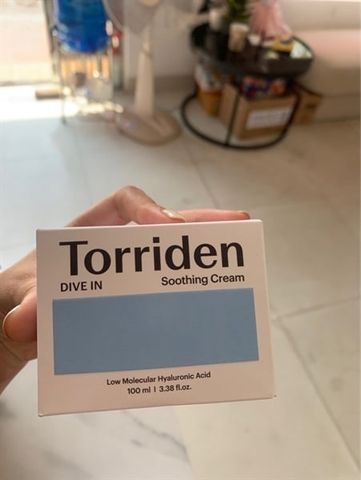 Torriden
DIVE IN Soothing Cream
Low Molecular Hyaluronic Acid
100 ml | 3.38 fl.oz.